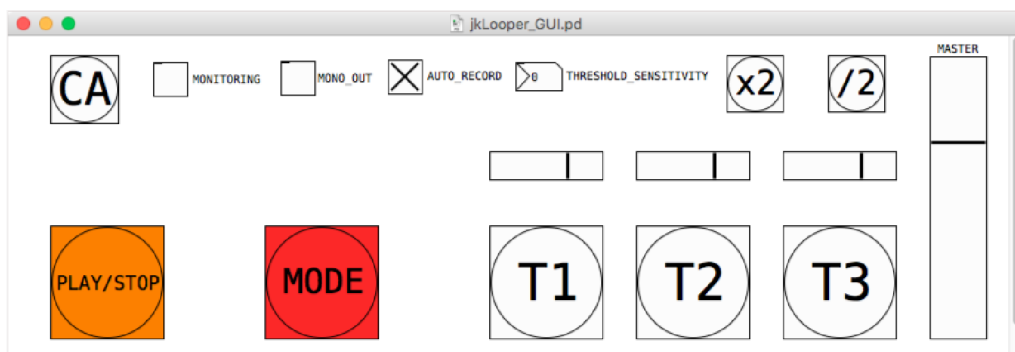 jkLooper_GUI.pd
MASTER
CA
MONITORING
MONO_OUT
AUTO_RECORD
0
THRESHOLD_SENSITIVITY
x2
/2
PLAY/STOP
MODE
T1
T2
T3